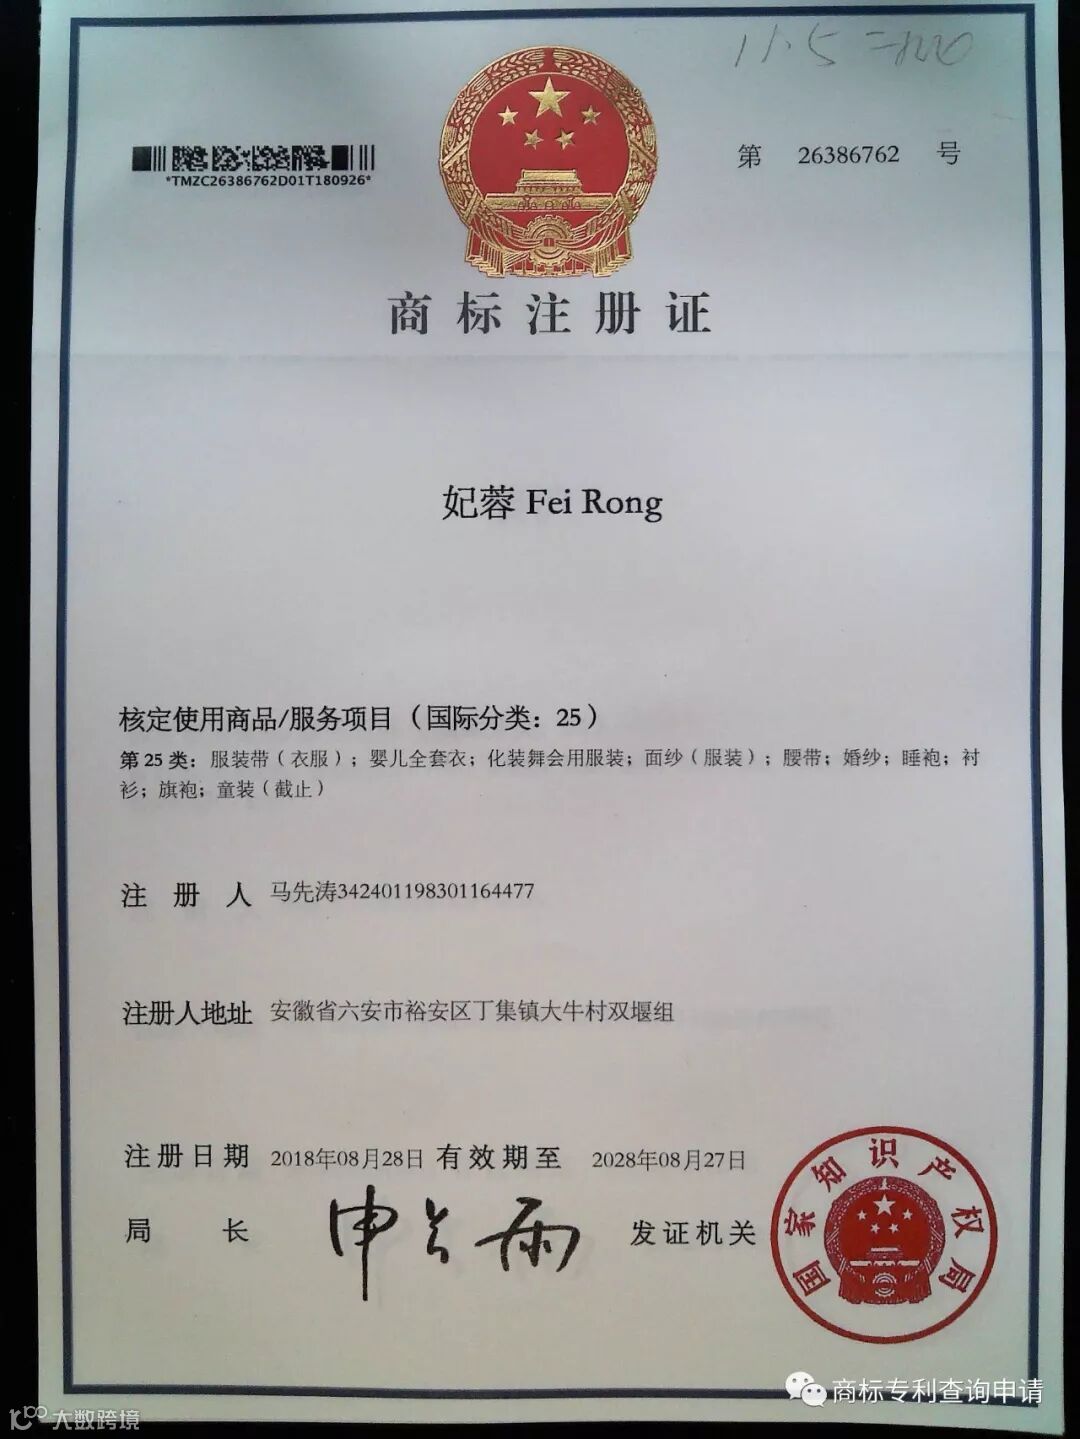 11.5
*TMZC26386762D01T180926*
第 26386762 号
商标注册证
妃蓉 Fei Rong
核定使用商品/服务项目（国际分类：25）
第 25 类：服装带（衣服）；婴儿全套衣；化装舞会用服装；面纱（服装）；腰带；婚纱；睡袍；衬
衫；旗袍；童装（截止）
注册人 马先涛342401198301164477
注册人地址 安徽省六安市裕安区丁集镇大牛村双堰组
注册日期 2018年08月28日 有效期至 2028年08月27日
局长 申长雨 发证机关
国家知识产权局
商标专利查询申请
大数跨境